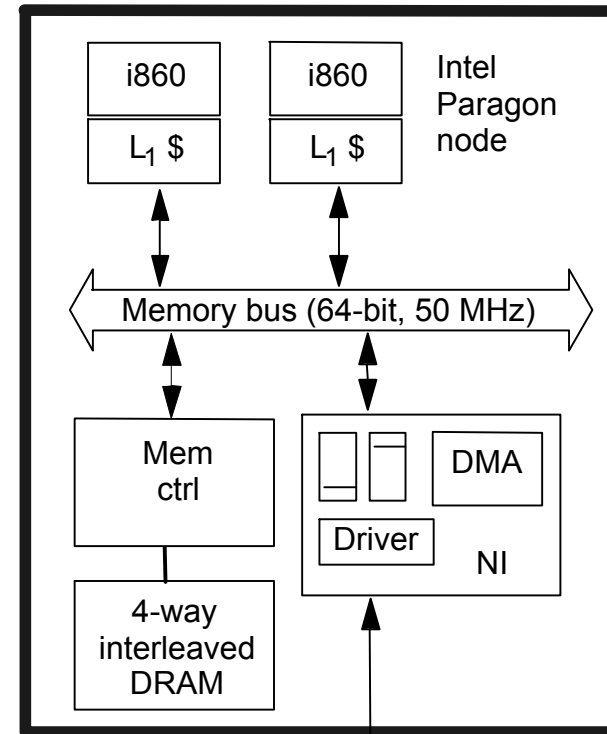 i860
i860
Intel
Paragon
node
L1 $
L1 $
Memory bus (64-bit, 50 MHz)
Mem
ctrl
DMA
Driver
NI
4-way
interleaved
DRAM